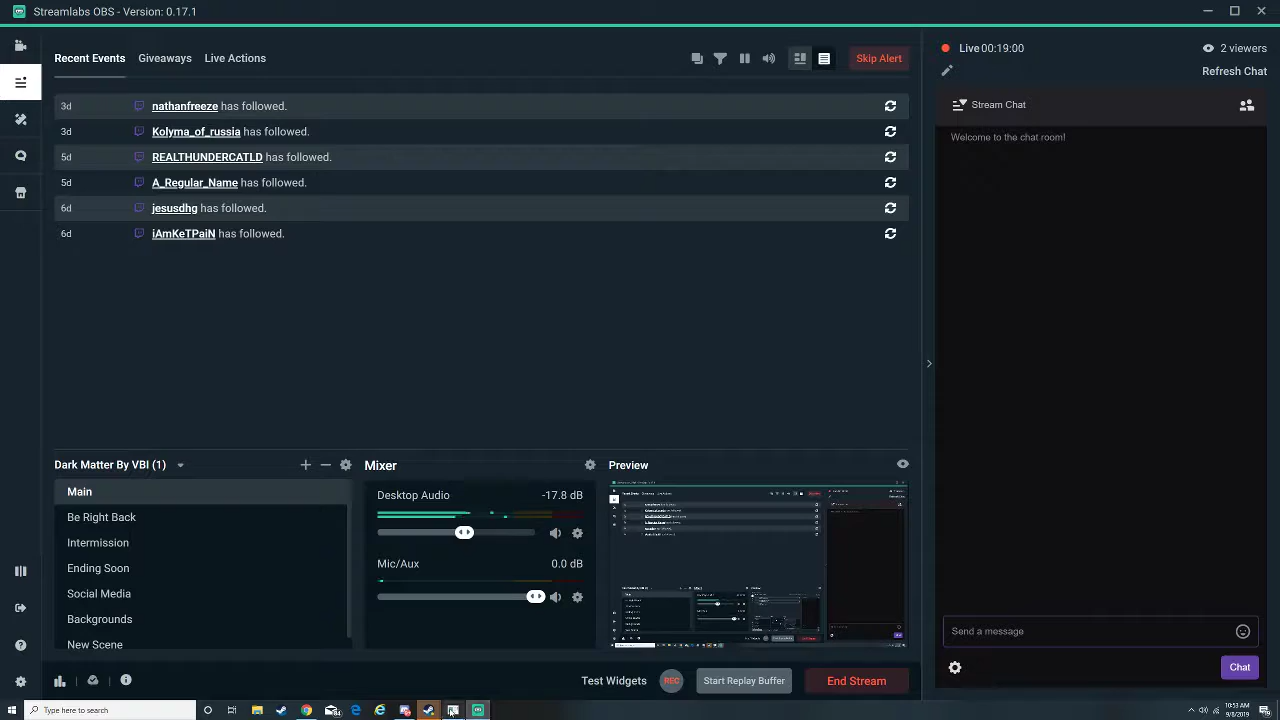 Streamlabs OBS - Version: 0.17.1
Recent Events Giveaways Live Actions Skip Alert
3d nathanfreeze has followed.
3d Kolyma_of_russia has followed.
5d REALTHUNDERCATLD has followed.
5d A_Regular_Name has followed.
6d jesusdhg has followed.
6d iAmKeTPaiN has followed.
Live 00:19:00 2 viewers
Refresh Chat
Stream Chat
Welcome to the chat room!
Dark Matter By VBI (1)
Main
Be Right Back
Intermission
Ending Soon
Social Media
Backgrounds
New Scene
Mixer
Desktop Audio -17.8 dB
Mic/Aux 0.0 dB
Preview
Send a message
Chat
Test Widgets REC Start Replay Buffer End Stream
Type here to search
10:53 AM
9/8/2019